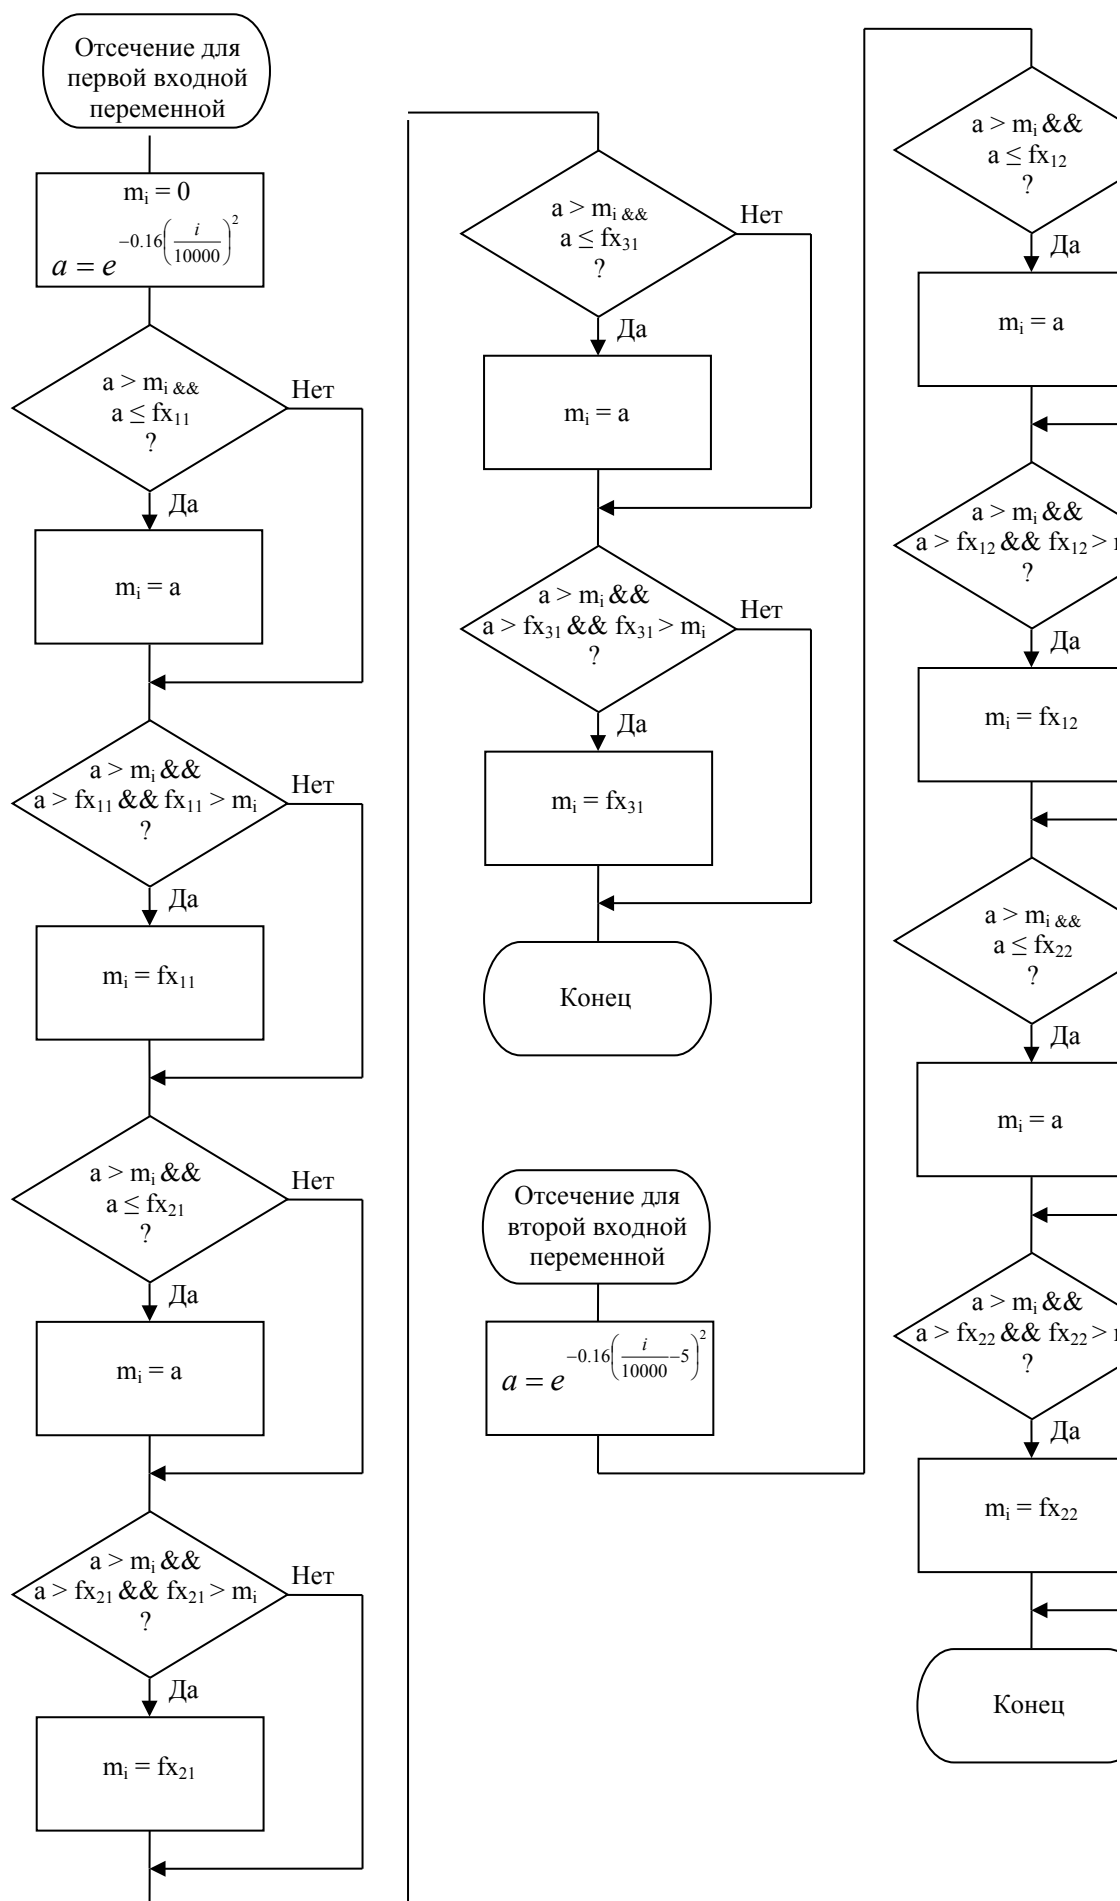 Отсечение для
первой входной
переменной
mᵢ = 0
a = e^{-0.16(i/10000)^2}
a > mᵢ &&
a ≤ fx₁₁
?
Нет
Да
mᵢ = a
a > mᵢ &&
a > fx₁₁ && fx₁₁ > mᵢ
?
Нет
Да
mᵢ = fx₁₁
a > mᵢ &&
a ≤ fx₂₁
?
Нет
Да
mᵢ = a
a > mᵢ &&
a > fx₂₁ && fx₂₁ > mᵢ
?
Нет
Да
mᵢ = fx₂₁
a > mᵢ &&
a ≤ fx₃₁
?
Нет
Да
mᵢ = a
a > mᵢ &&
a > fx₃₁ && fx₃₁ > mᵢ
?
Нет
Да
mᵢ = fx₃₁
Конец
Отсечение для
второй входной
переменной
a = e^{-0.16(i/10000-5)^2}
a > mᵢ &&
a ≤ fx₁₂
?
Да
mᵢ = a
a > mᵢ &&
a > fx₁₂ && fx₁₂ >
?
Да
mᵢ = fx₁₂
a > mᵢ &&
a ≤ fx₂₂
?
Да
mᵢ = a
a > mᵢ &&
a > fx₂₂ && fx₂₂ >
?
Да
mᵢ = fx₂₂
Конец